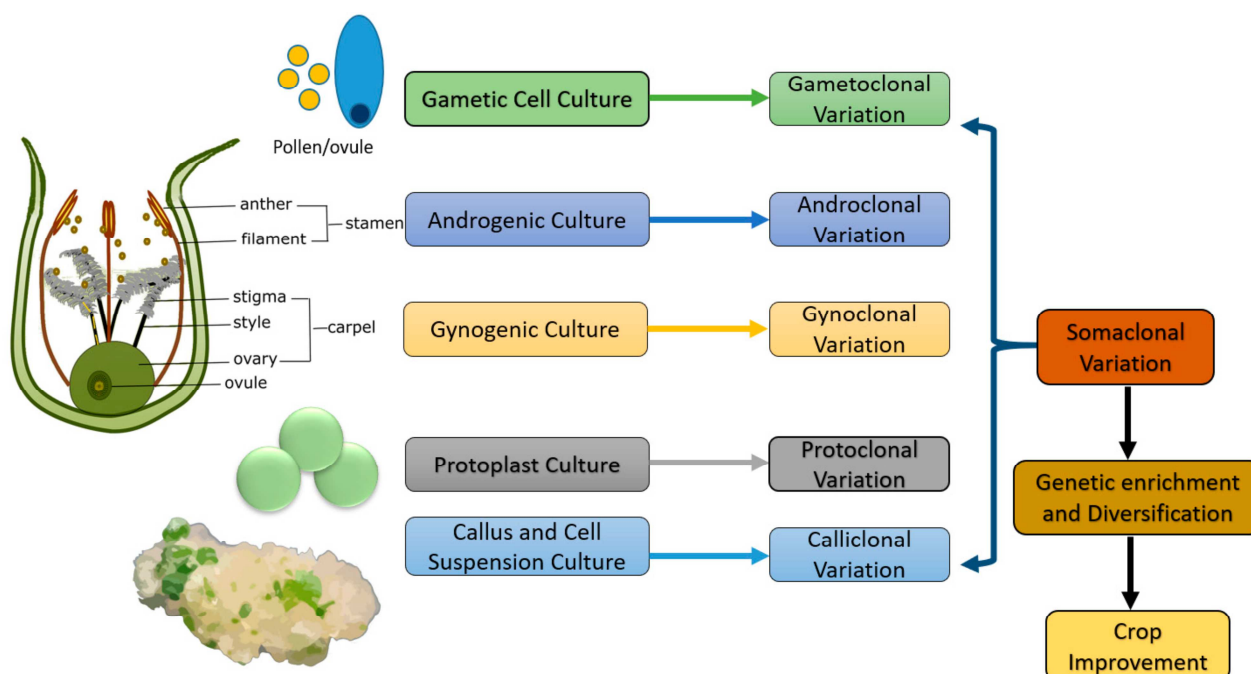 Pollen/ovule
anther
filament
stamen
stigma
style
carpel
ovary
ovule
Gametic Cell Culture
Gametoclonal
Variation
Androgenic Culture
Androclonal
Variation
Gynogenic Culture
Gynoclonal
Variation
Protoplast Culture
Protoclonal
Variation
Callus and Cell
Suspension Culture
Calliclonal
Variation
Somaclonal
Variation
Genetic enrichment
and Diversification
Crop
Improvement